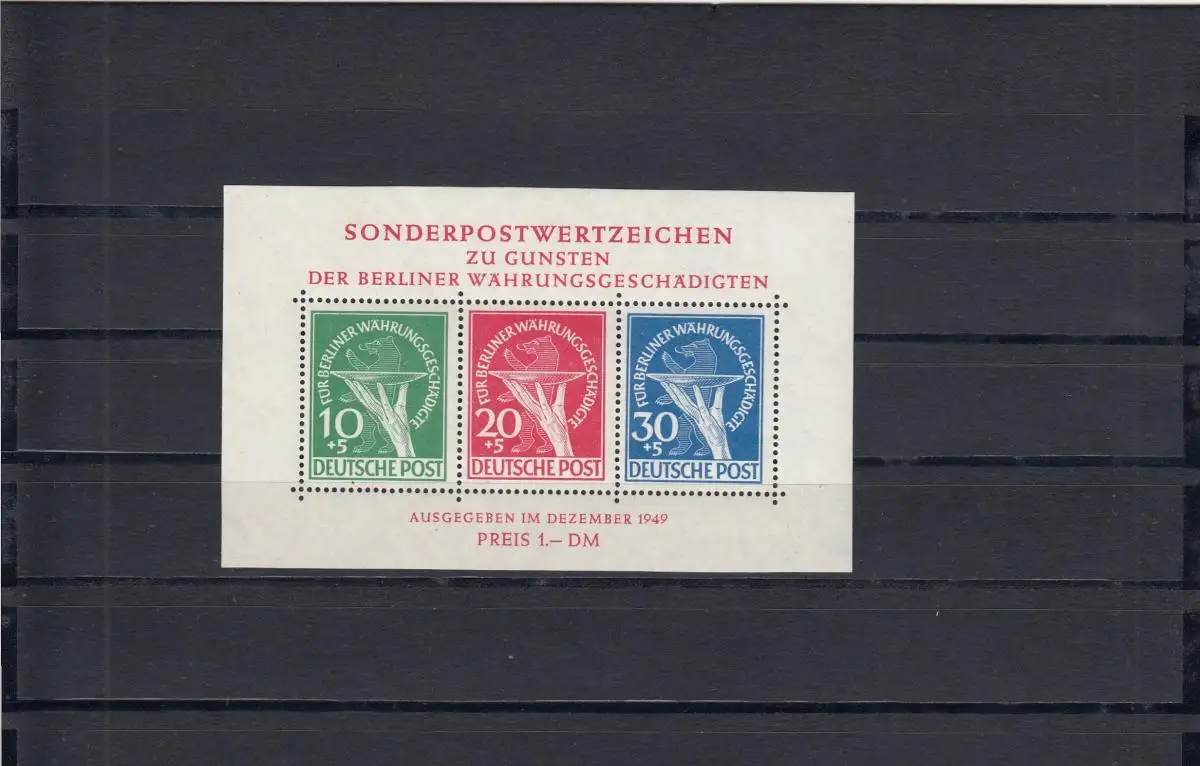 SONDERPOSTWERTZEICHEN
ZU GUNSTEN
DER BERLINER WÄHRUNGSGESCHÄDIGTEN
FÜR BERLINER WÄHRUNGSGESCHÄDIGTE
10
+5
DEUTSCHE POST
FÜR BERLINER WÄHRUNGSGESCHÄDIGTE
20
+5
DEUTSCHE POST
FÜR BERLINER WÄHRUNGSGESCHÄDIGTE
30
+5
DEUTSCHE POST
AUSGEGEBEN IM DEZEMBER 1949
PREIS 1.— DM